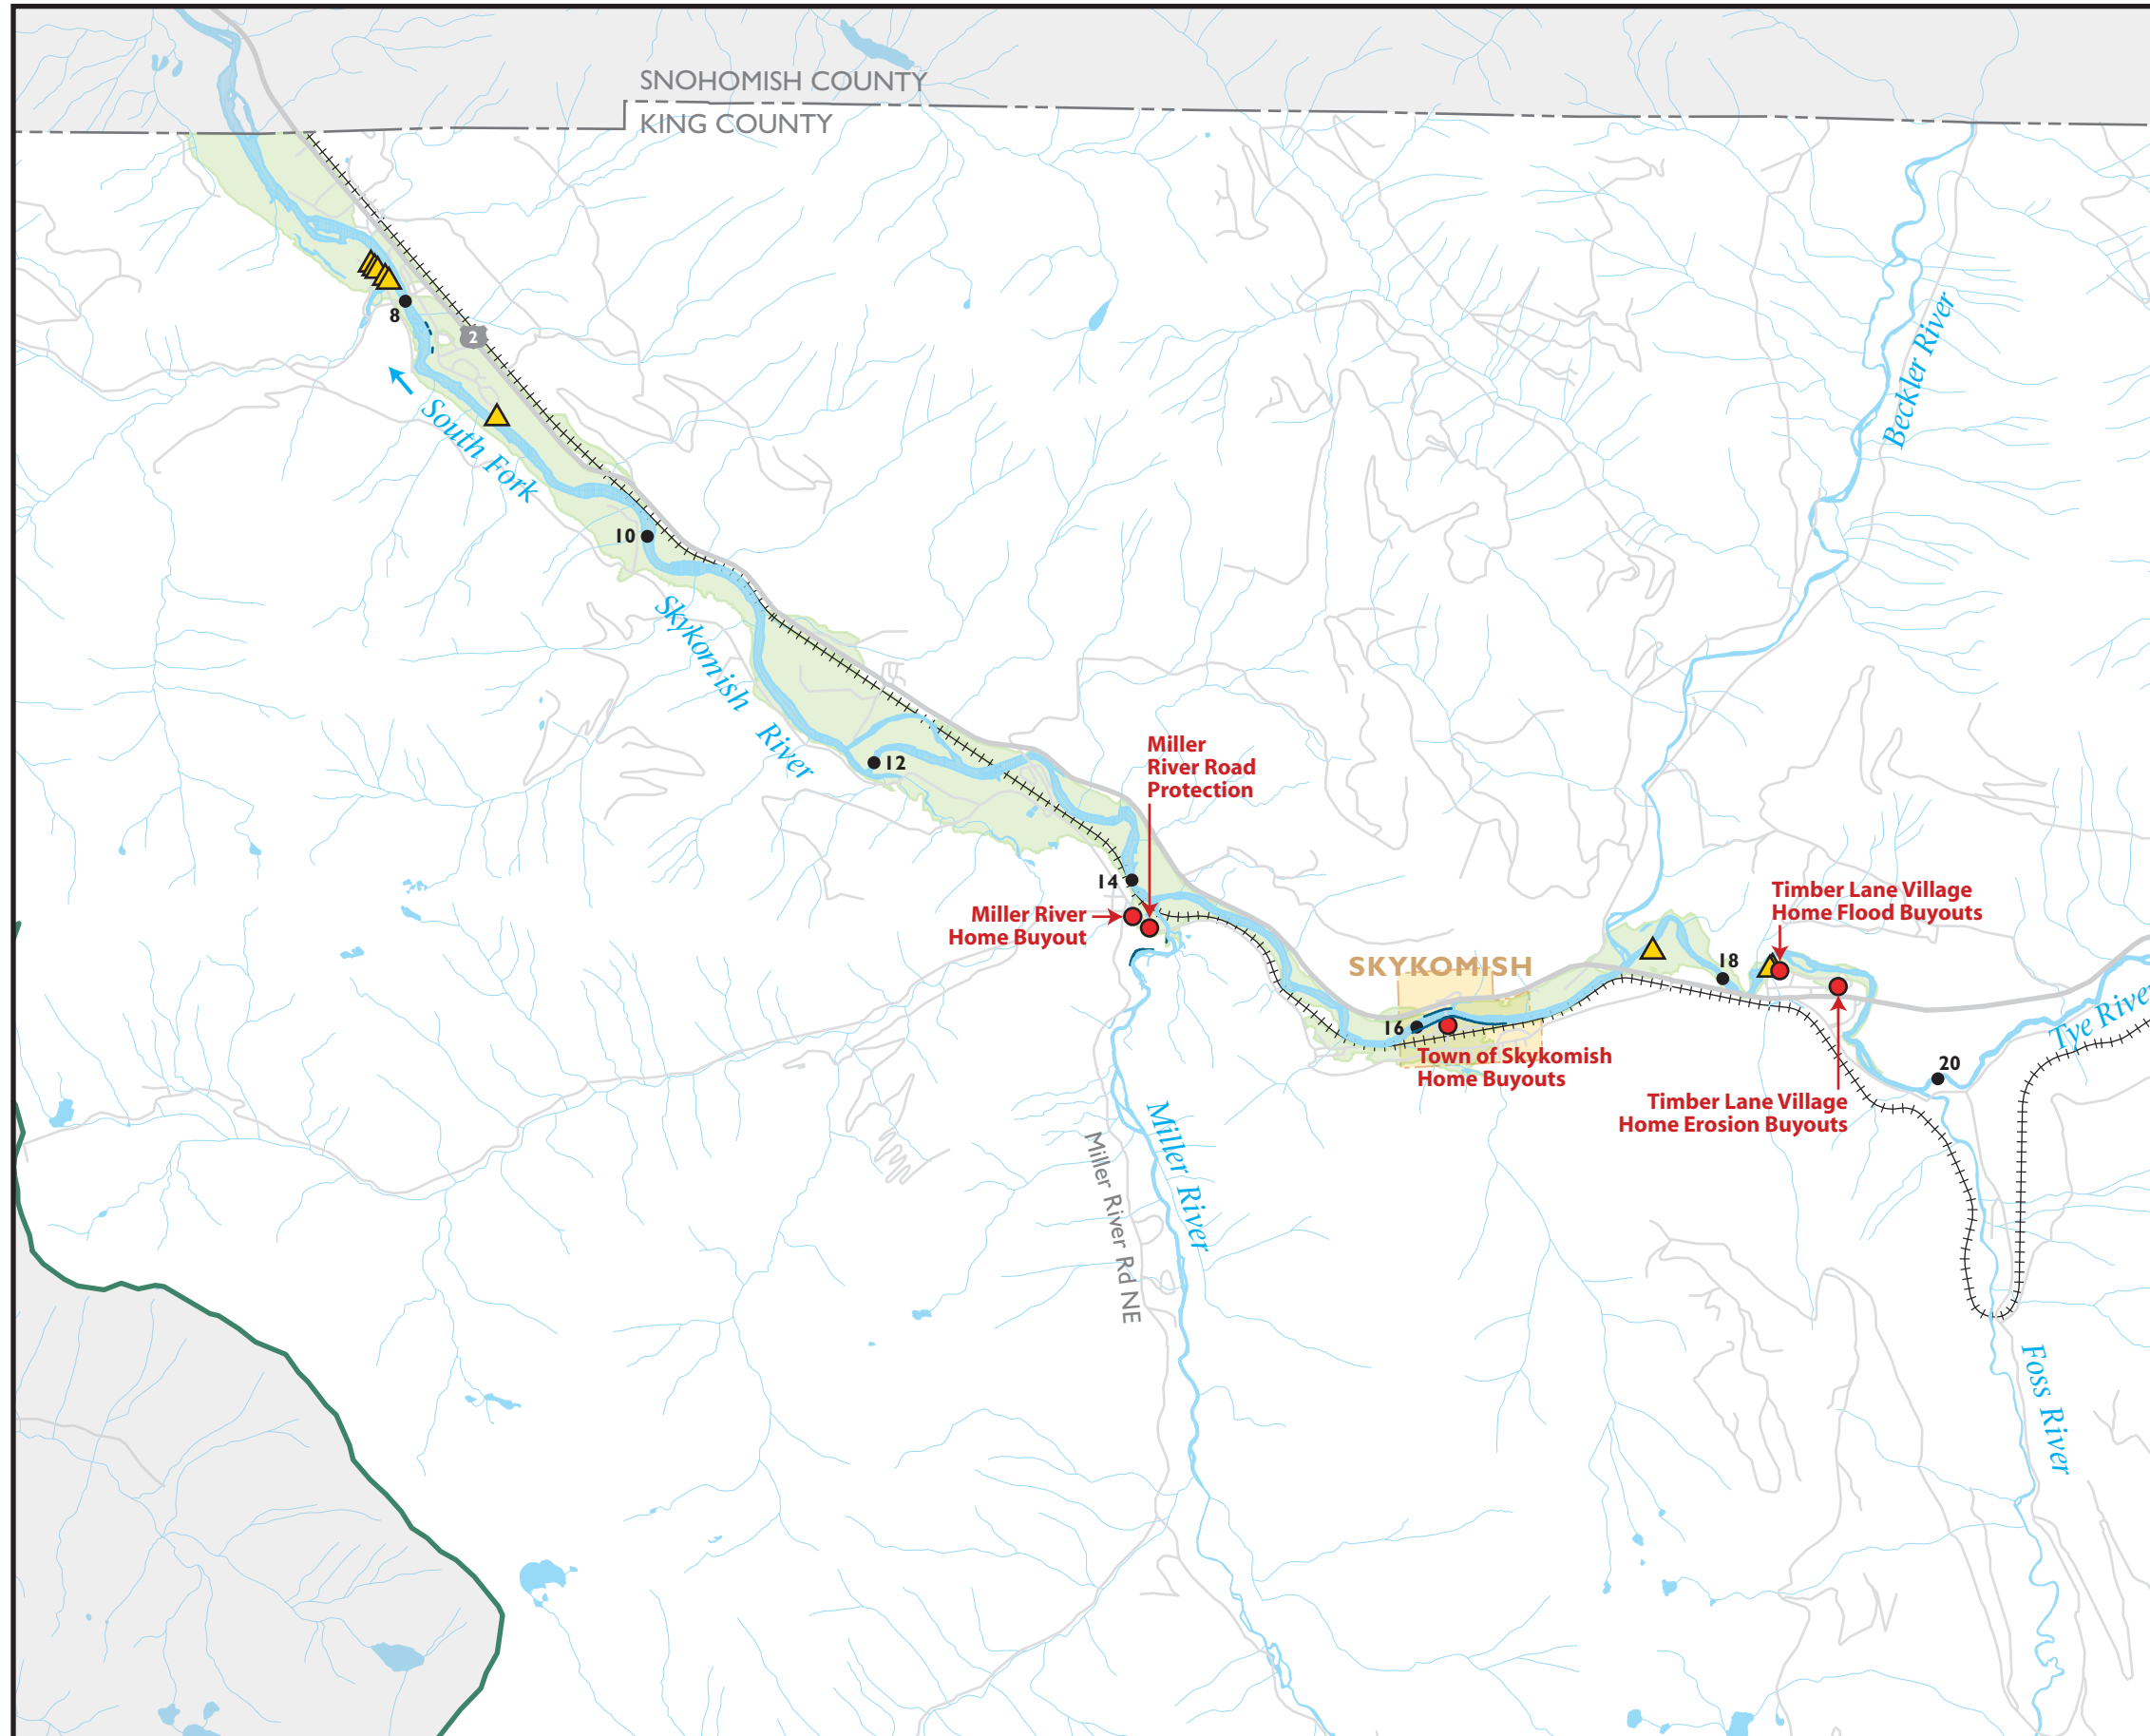 SNOHOMISH COUNTY
KING COUNTY
8
2
South Fork
Beckler River
10
Skykomish River
12
Miller
River Road
Protection
14
Miller River
Home Buyout
Timber Lane Village
Home Flood Buyouts
SKYKOMISH
18
16
Town of Skykomish
Home Buyouts
Tye River
20
Timber Lane Village
Home Erosion Buyouts
Miller River
Miller River Rd NE
Foss River